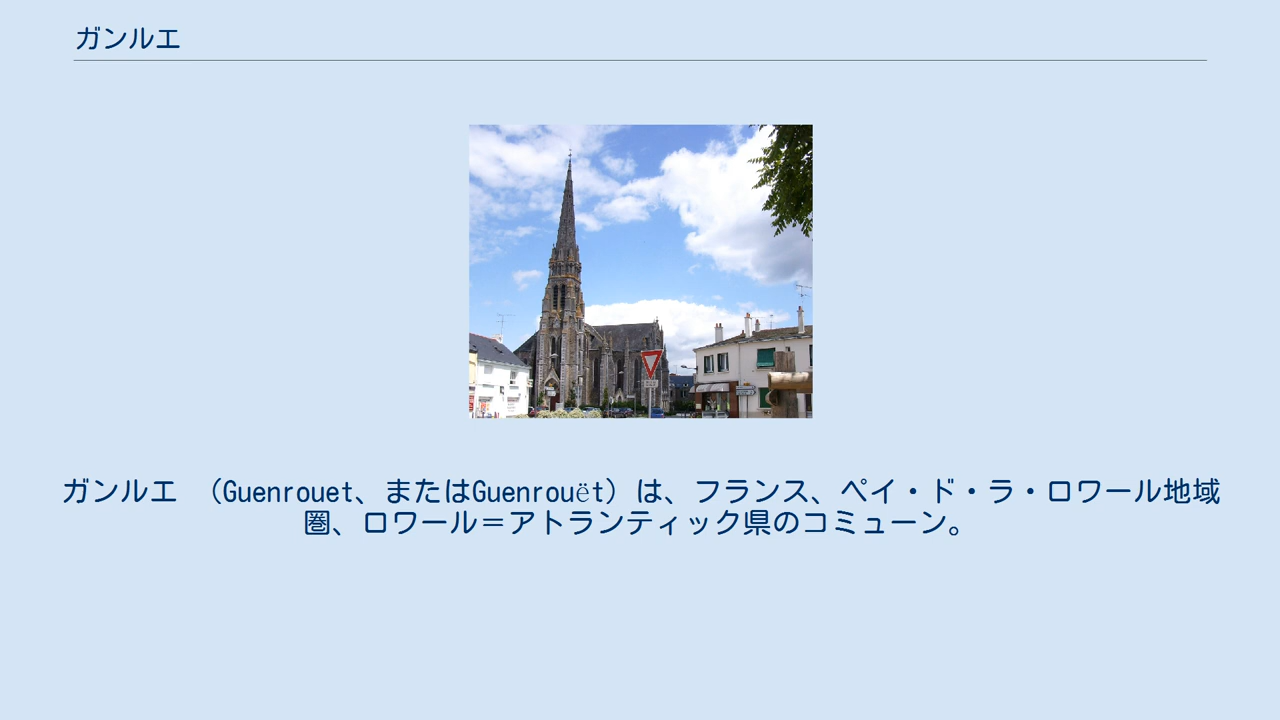 ガンルエ
ガンルエ （Guenrouet、またはGuenrouët）は、フランス、ペイ・ド・ラ・ロワール地域
圏、ロワール＝アトランティック県のコミューン。